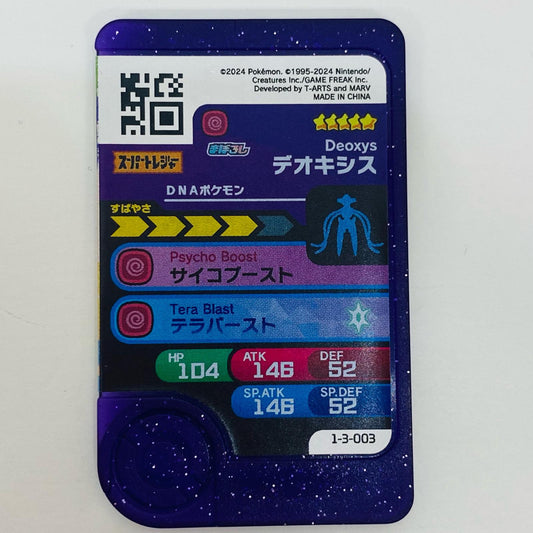 ©2024 Pokémon. ©1995-2024 Nintendo/
Creatures Inc./GAME FREAK Inc.
Developed by T-ARTS and MARV
MADE IN CHINA
スーパートレジャー
まぼろし
Deoxys
デオキシス
DNAポケモン
すばやさ
Psycho Boost
サイコブースト
Tera Blast
テラバースト
HP 104 ATK 146 DEF 52
SP.ATK 146 SP.DEF 52
1-3-003